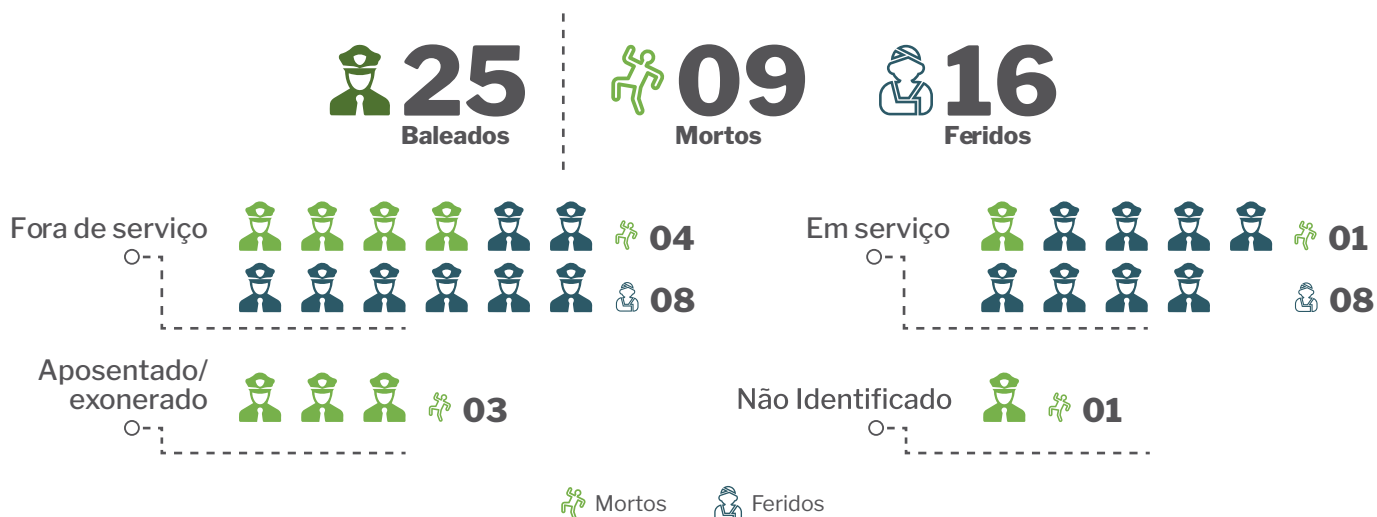 25
Baleados
09
Mortos
16
Feridos
Fora de serviço
04
08
Em serviço
01
08
Aposentado/
exonerado
03
Não Identificado
01
Mortos
Feridos